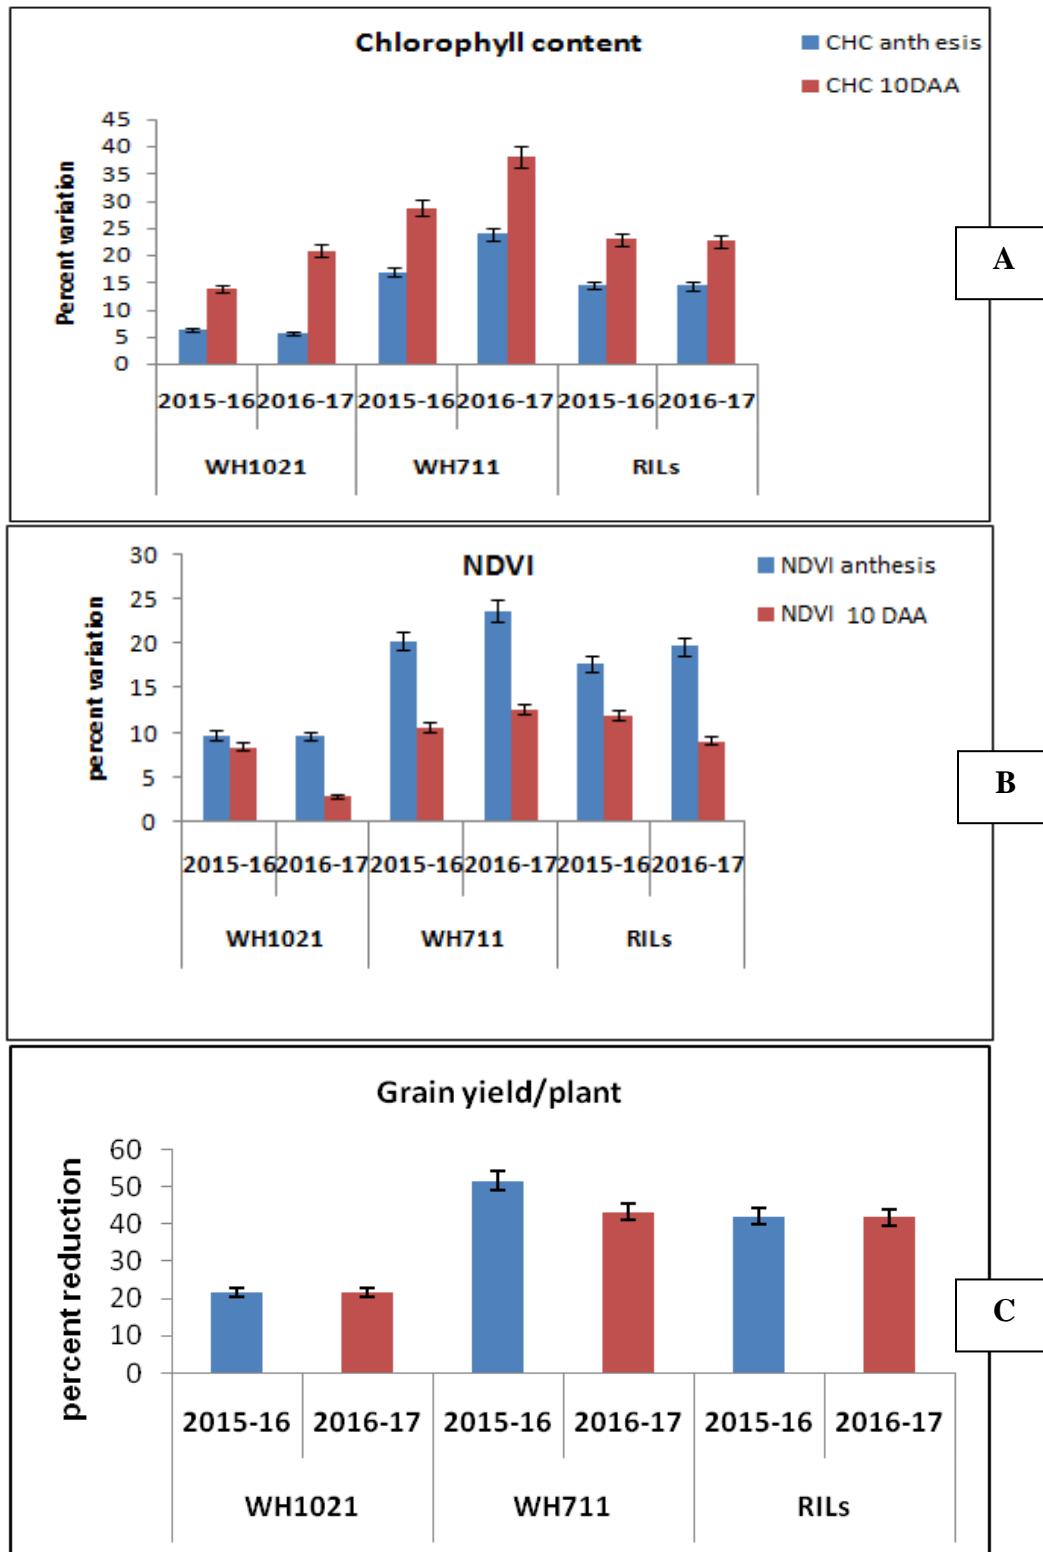 Chlorophyll content
CHC anth esis
CHC 10DAA
Percent variation
45
40
35
30
25
20
15
10
5
0
2015-16 2016-17 2015-16 2016-17 2015-16 2016-17
WH1021 WH711 RILs
A
NDVI
NDVI anthesis
NDVI 10 DAA
percent variation
30
25
20
15
10
5
0
2015-16 2016-17 2015-16 2016-17 2015-16 2016-17
WH1021 WH711 RILs
B
Grain yield/plant
percent reduction
60
50
40
30
20
10
0
2015-16 2016-17 2015-16 2016-17 2015-16 2016-17
WH1021 WH711 RILs
C